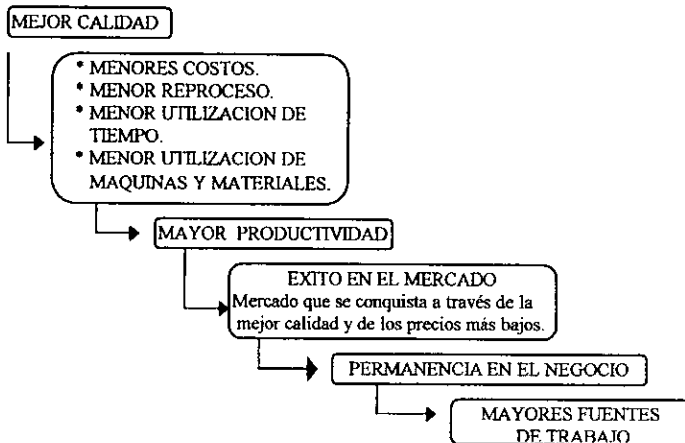 MEJOR CALIDAD
* MENORES COSTOS.
* MENOR REPROCESO.
* MENOR UTILIZACION DE
TIEMPO.
* MENOR UTILIZACION DE
MAQUINAS Y MATERIALES.
MAYOR PRODUCTIVIDAD
EXITO EN EL MERCADO
Mercado que se conquista a través de la
mejor calidad y de los precios más bajos.
PERMANENCIA EN EL NEGOCIO
MAYORES FUENTES
DE TRABAJO